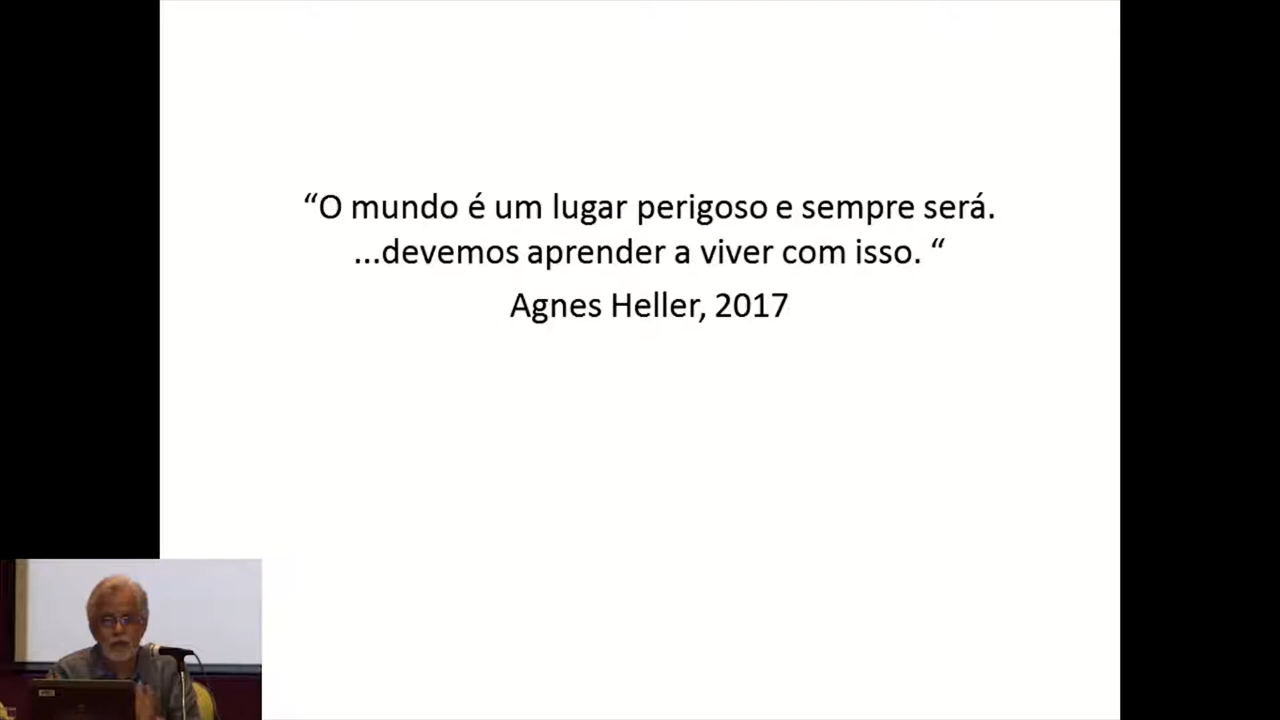 “O mundo é um lugar perigoso e sempre será.
...devemos aprender a viver com isso. “
Agnes Heller, 2017